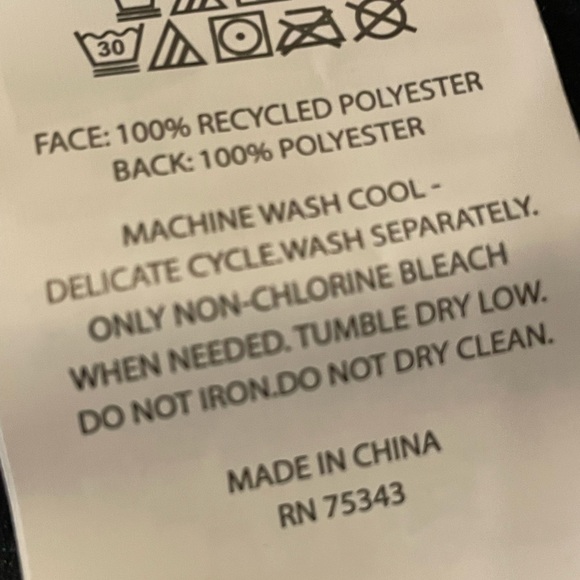 30
FACE: 100% RECYCLED POLYESTER
BACK: 100% POLYESTER
MACHINE WASH COOL -
DELICATE CYCLE.WASH SEPARATELY.
ONLY NON-CHLORINE BLEACH
WHEN NEEDED. TUMBLE DRY LOW.
DO NOT IRON.DO NOT DRY CLEAN.
MADE IN CHINA
RN 75343